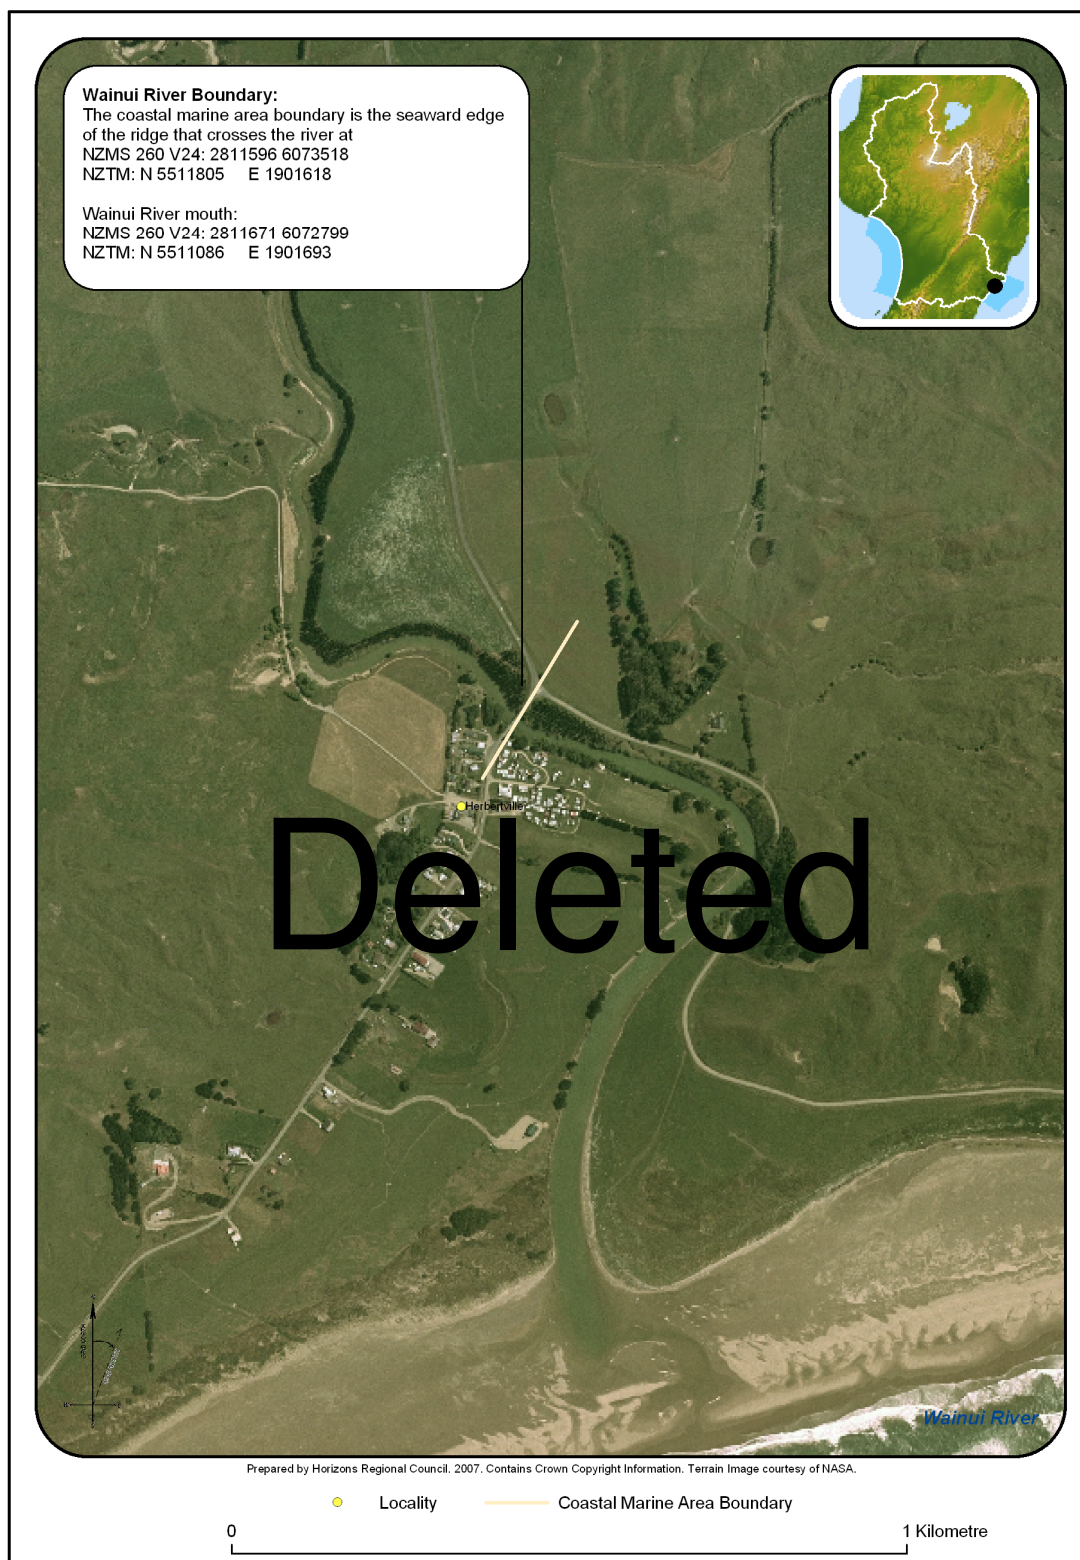 Wainui River Boundary:
The coastal marine area boundary is the seaward edge
of the ridge that crosses the river at
NZMS 260 V24: 2811596 6073518
NZTM: N 5511805 E 1901618
Wainui River mouth:
NZMS 260 V24: 2811671 6072799
NZTM: N 5511086 E 1901693
Herbertville
Deleted
Wainui River
Prepared by Horizons Regional Council. 2007. Contains Crown Copyright Information. Terrain Image courtesy of NASA.
Locality
Coastal Marine Area Boundary
0
1 Kilometre